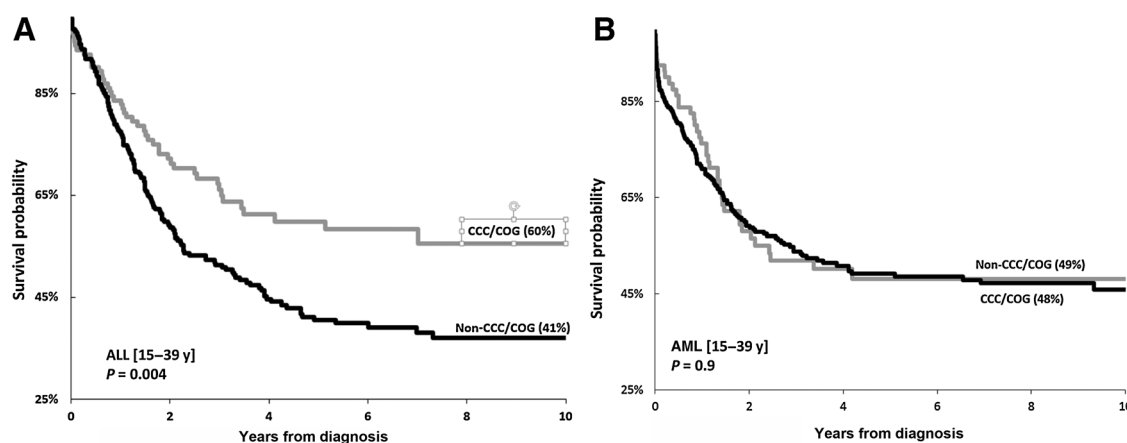 A
Survival probability
85%
65%
45%
25%
CCC/COG (60%)
Non-CCC/COG (41%)
ALL [15–39 y]
P = 0.004
0 2 4 6 8 10
Years from diagnosis
B
Survival probability
85%
65%
45%
25%
Non-CCC/COG (49%)
CCC/COG (48%)
AML [15–39 y]
P = 0.9
0 2 4 6 8 10
Years from diagnosis